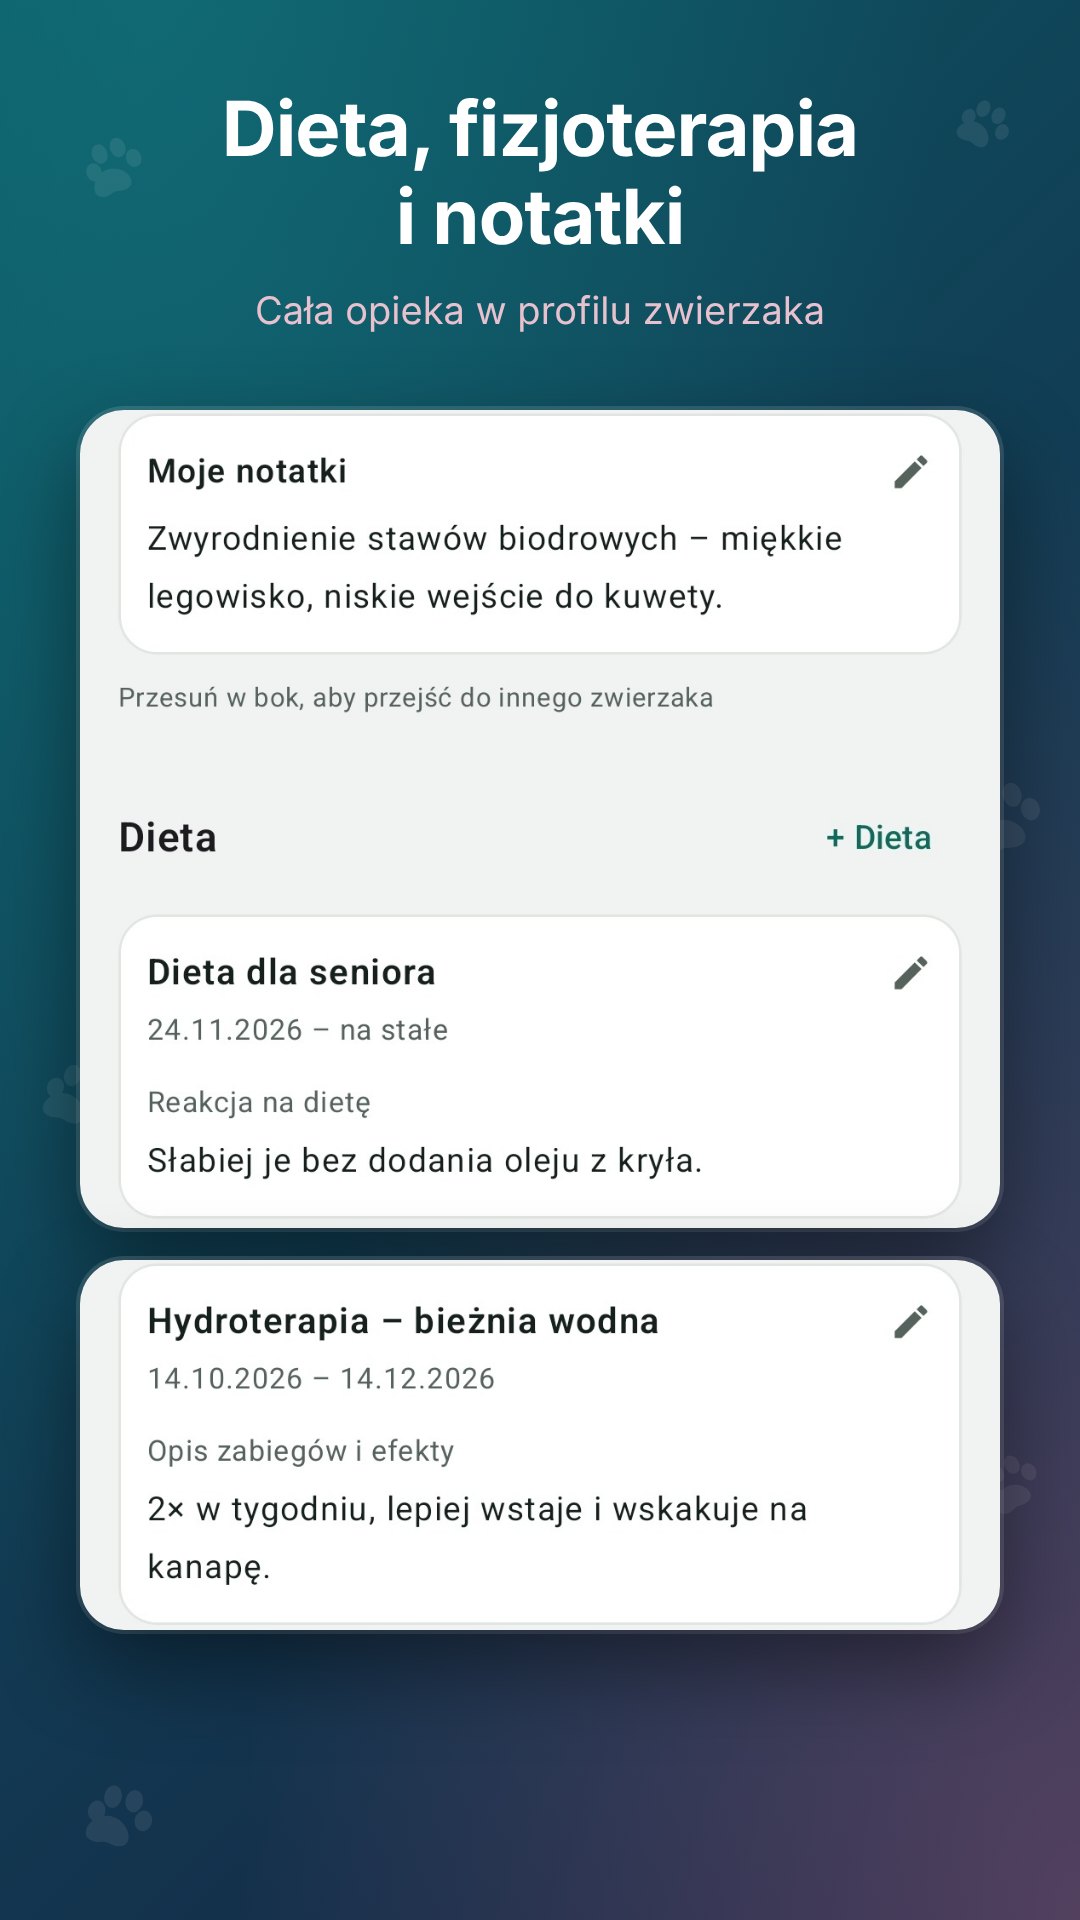 Dieta, fizjoterapia
i notatki
Cała opieka w profilu zwierzaka
Moje notatki
Zwyrodnienie stawów biodrowych – miękkie
legowisko, niskie wejście do kuwety.
Przesuń w bok, aby przejść do innego zwierzaka
Dieta
+ Dieta
Dieta dla seniora
24.11.2026 – na stałe
Reakcja na dietę
Słabiej je bez dodania oleju z kryła.
Hydroterapia – bieżnia wodna
14.10.2026 – 14.12.2026
Opis zabiegów i efekty
2× w tygodniu, lepiej wstaje i wskakuje na
kanapę.